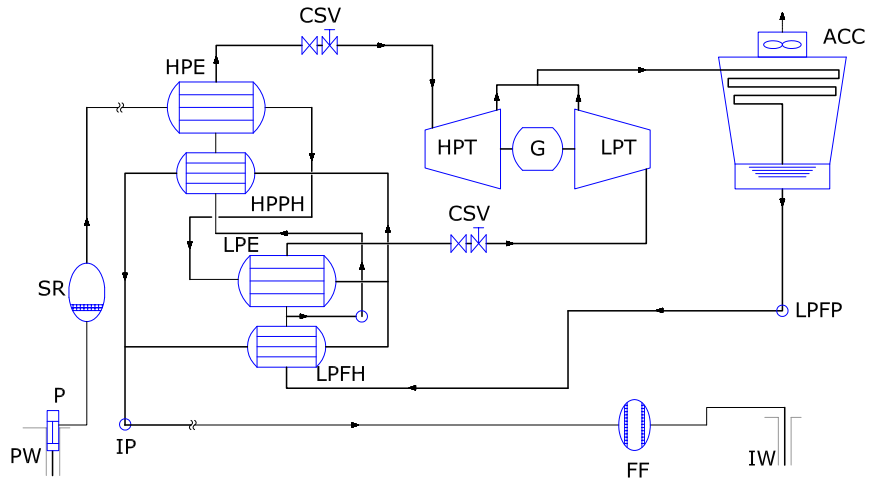 CSV
ACC
HPE
HPT
G
LPT
HPPH
CSV
LPE
SR
LPFP
LPFH
P
IP
PW
IW
FF